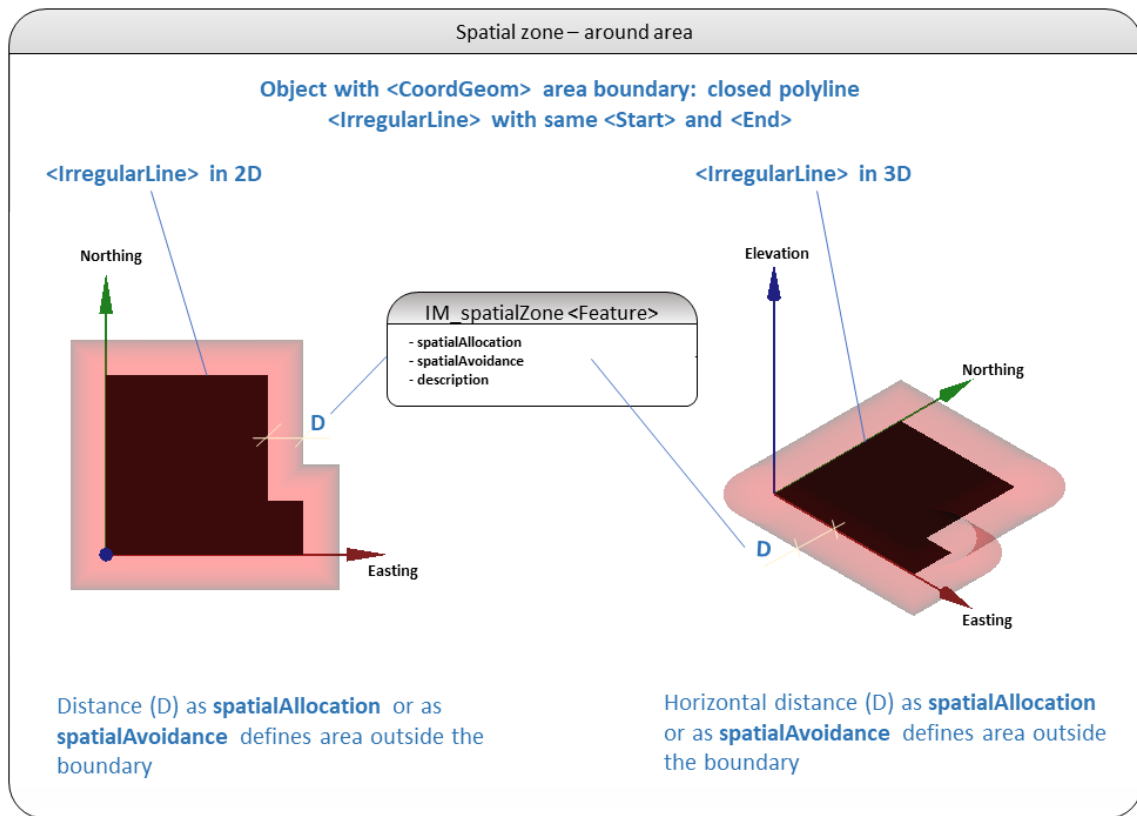 Spatial zone – around area
Object with <CoordGeom> area boundary: closed polyline
<IrregularLine> with same <Start> and <End>
<IrregularLine> in 2D
<IrregularLine> in 3D
Northing
Elevation
IM_spatialZone <Feature>
- spatialAllocation
- spatialAvoidance
- description
Northing
D
D
Easting
Easting
Distance (D) as spatialAllocation or as
spatialAvoidance defines area outside the
boundary
Horizontal distance (D) as spatialAllocation
or as spatialAvoidance defines area outside
the boundary